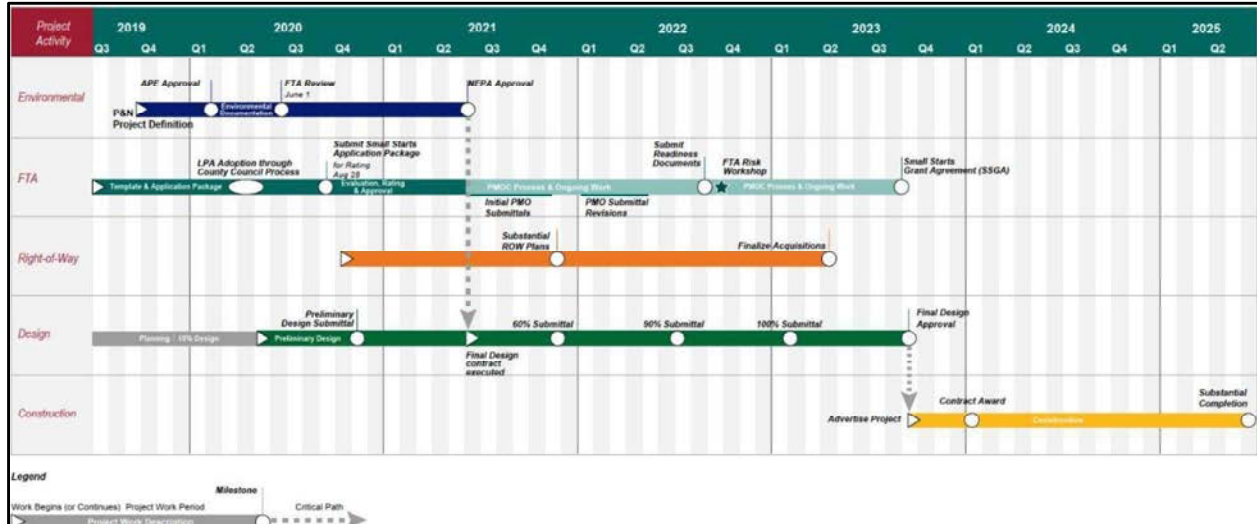 Project
Activity
2019
2020
2021
2022
2023
2024
2025
Q3
Q4
Q1
Q2
Q3
Q4
Q1
Q2
Q3
Q4
Q1
Q2
Q3
Q4
Q1
Q2
Q3
Q4
Q1
Q2
Q3
Q4
Q1
Q2
Environmental
APE Approval
FTA Review
June 1
NEPA Approval
Environmental
Documentation
P&N
Project Definition
FTA
LPA Adoption through
County Council Process
Submit Small Starts
Application Package
for Rating
Aug 28
Submit
Readiness
Documents
FTA Risk
Workshop
Small Starts
Grant Agreement (SSGA)
Template & Application Package
Evaluation, Rating
& Approval
PMOC Process & Ongoing Work
PMOC Process & Ongoing Work
Initial PMO
Submittals
PMO Submittal
Revisions
Right-of-Way
Substantial
ROW Plans
Finalize Acquisitions
Design
Preliminary
Design Submittal
60% Submittal
90% Submittal
100% Submittal
Final Design
Approval
Preliminary Design
Final Design
contract
executed
Construction
Advertise Project
Contract Award
Substantial
Completion
Construction
Legend
Milestone
Work Begins (or Continues) Project Work Period
Critical Path
Project Work Description